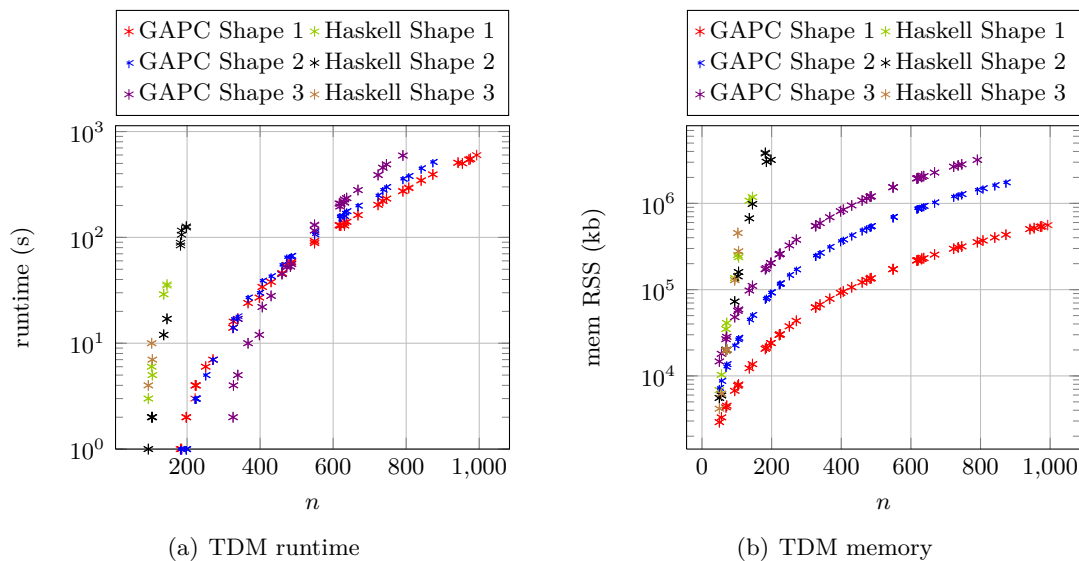 GAPC Shape 1 Haskell Shape 1
GAPC Shape 2 Haskell Shape 2
GAPC Shape 3 Haskell Shape 3
10^3
10^2
10^1
10^0
runtime (s)
200 400 600 800 1,000
n
(a) TDM runtime
GAPC Shape 1 Haskell Shape 1
GAPC Shape 2 Haskell Shape 2
GAPC Shape 3 Haskell Shape 3
10^6
10^5
10^4
mem RSS (kb)
0 200 400 600 800 1,000
n
(b) TDM memory